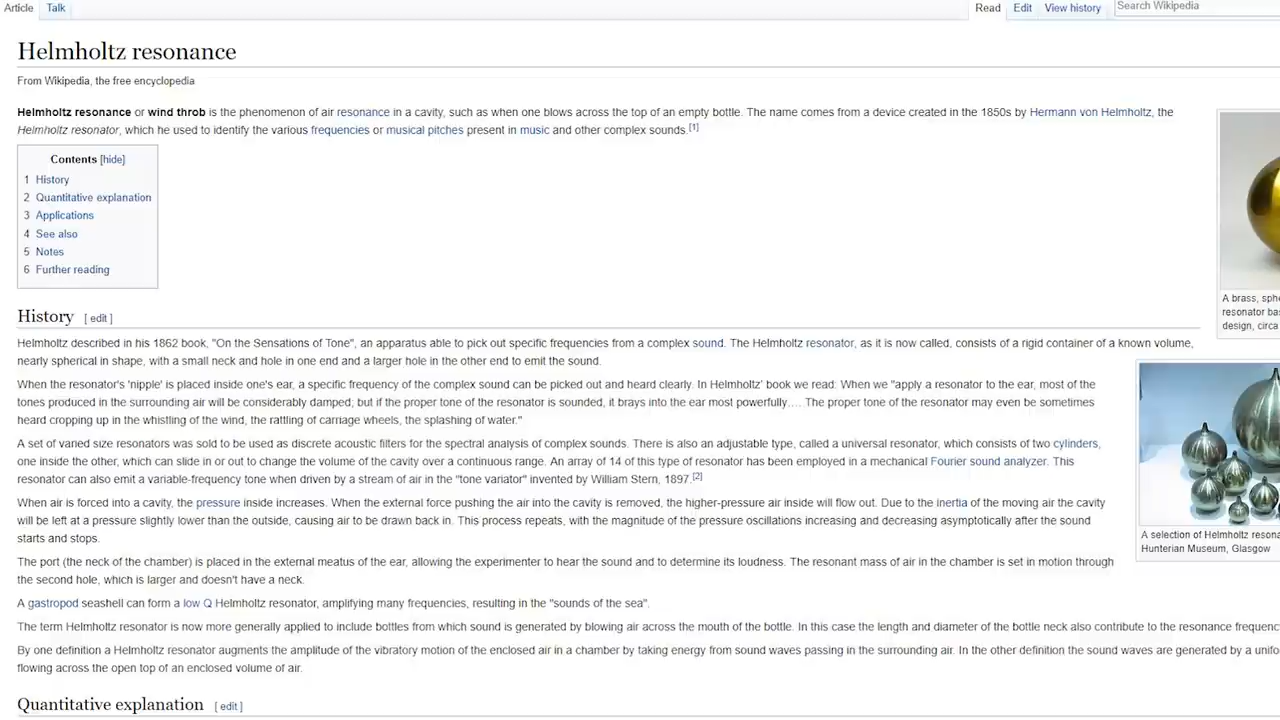 Article Talk Read Edit View history Search Wikipedia
Helmholtz resonance
From Wikipedia, the free encyclopedia
Helmholtz resonance or wind throb is the phenomenon of air resonance in a cavity, such as when one blows across the top of an empty bottle. The name comes from a device created in the 1850s by Hermann von Helmholtz, the
Helmholtz resonator, which he used to identify the various frequencies or musical pitches present in music and other complex sounds.[1]
Contents [hide]
1 History
2 Quantitative explanation
3 Applications
4 See also
5 Notes
6 Further reading
A brass, sphe
resonator bas
design, circa
History [ edit ]
Helmholtz described in his 1862 book, "On the Sensations of Tone", an apparatus able to pick out specific frequencies from a complex sound. The Helmholtz resonator, as it is now called, consists of a rigid container of a known volume,
nearly spherical in shape, with a small neck and hole in one end and a larger hole in the other end to emit the sound.
When the resonator's 'nipple' is placed inside one's ear, a specific frequency of the complex sound can be picked out and heard clearly. In Helmholtz' book we read: When we "apply a resonator to the ear, most of the
tones produced in the surrounding air will be considerably damped; but if the proper tone of the resonator is sounded, it brays into the ear most powerfully.... The proper tone of the resonator may even be sometimes
heard cropping up in the whistling of the wind, the rattling of carriage wheels, the splashing of water."
A set of varied size resonators was sold to be used as discrete acoustic filters for the spectral analysis of complex sounds. There is also an adjustable type, called a universal resonator, which consists of two cylinders,
one inside the other, which can slide in or out to change the volume of the cavity over a continuous range. An array of 14 of this type of resonator has been employed in a mechanical Fourier sound analyzer. This
resonator can also emit a variable-frequency tone when driven by a stream of air in the "tone variator" invented by William Stern, 1897.[2]
When air is forced into a cavity, the pressure inside increases. When the external force pushing the air into the cavity is removed, the higher-pressure air inside will flow out. Due to the inertia of the moving air the cavity
will be left at a pressure slightly lower than the outside, causing air to be drawn back in. This process repeats, with the magnitude of the pressure oscillations increasing and decreasing asymptotically after the sound
starts and stops.
A selection of Helmholtz resona
Hunterian Museum, Glasgow
The port (the neck of the chamber) is placed in the external meatus of the ear, allowing the experimenter to hear the sound and to determine its loudness. The resonant mass of air in the chamber is set in motion through
the second hole, which is larger and doesn't have a neck.
A gastropod seashell can form a low Q Helmholtz resonator, amplifying many frequencies, resulting in the "sounds of the sea".
The term Helmholtz resonator is now more generally applied to include bottles from which sound is generated by blowing air across the mouth of the bottle. In this case the length and diameter of the bottle neck also contribute to the resonance frequenc
By one definition a Helmholtz resonator augments the amplitude of the vibratory motion of the enclosed air in a chamber by taking energy from sound waves passing in the surrounding air. In the other definition the sound waves are generated by a unifo
flowing across the open top of an enclosed volume of air.
Quantitative explanation [ edit ]